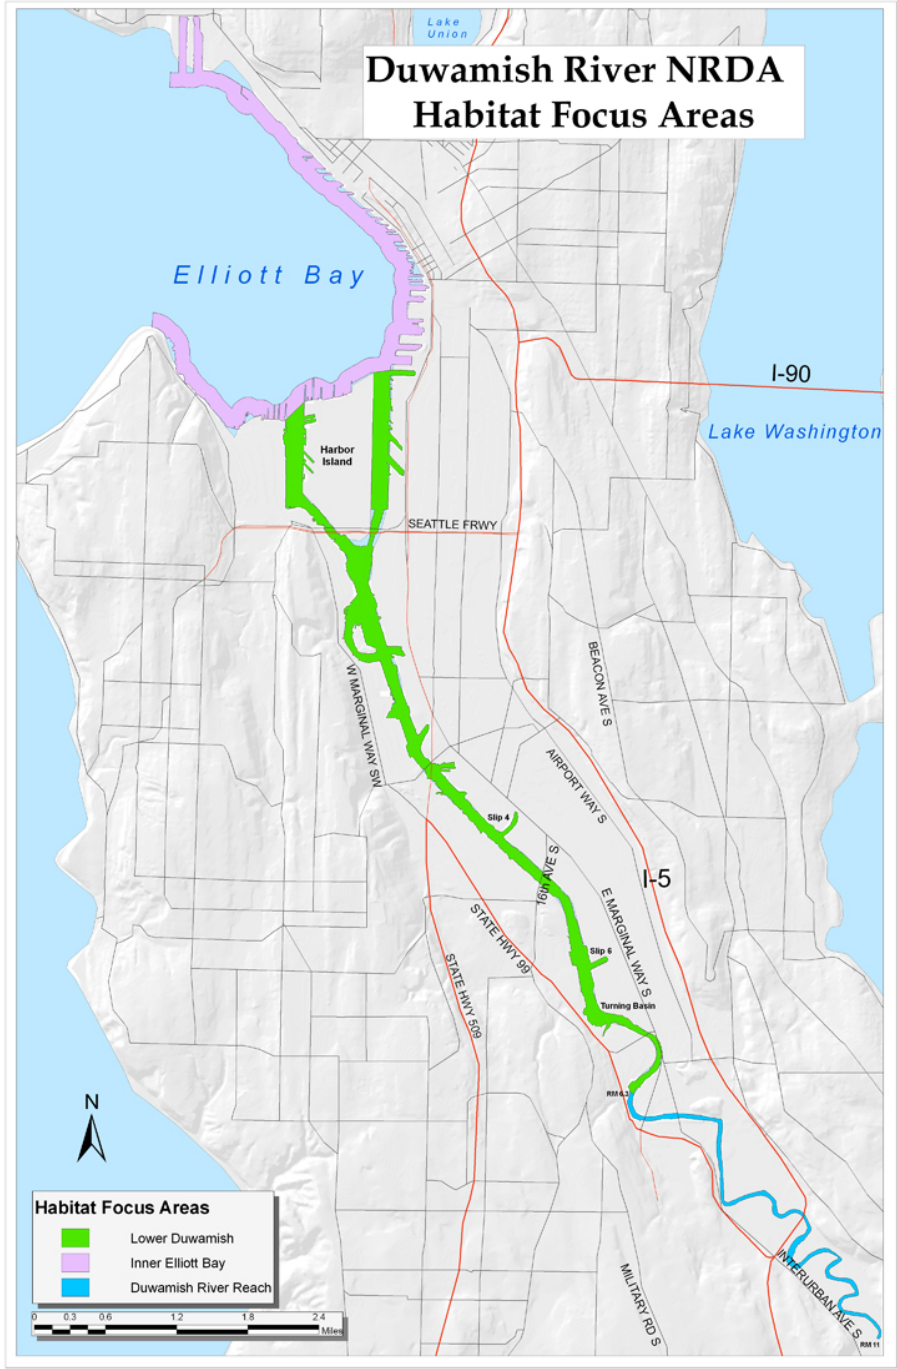 Lake
Union
Duwamish River NRDA
Habitat Focus Areas
Elliott Bay
I-90
Lake Washington
Harbor
Island
SEATTLE FRWY
BEACON AVE S
W MARGINAL WAY SW
AIRPORT WAY S
Slip 4
16th AVE S
I-5
E MARGINAL WAY S
STATE HWY 99
Slip 6
STATE HWY 509
Turning Basin
RM 6.3
N
Habitat Focus Areas
Lower Duwamish
Inner Elliott Bay
Duwamish River Reach
INTERURBAN AVE S
MILITARY RD S
0 0.3 0.6 1.2 1.8 2.4
Miles
RM 11